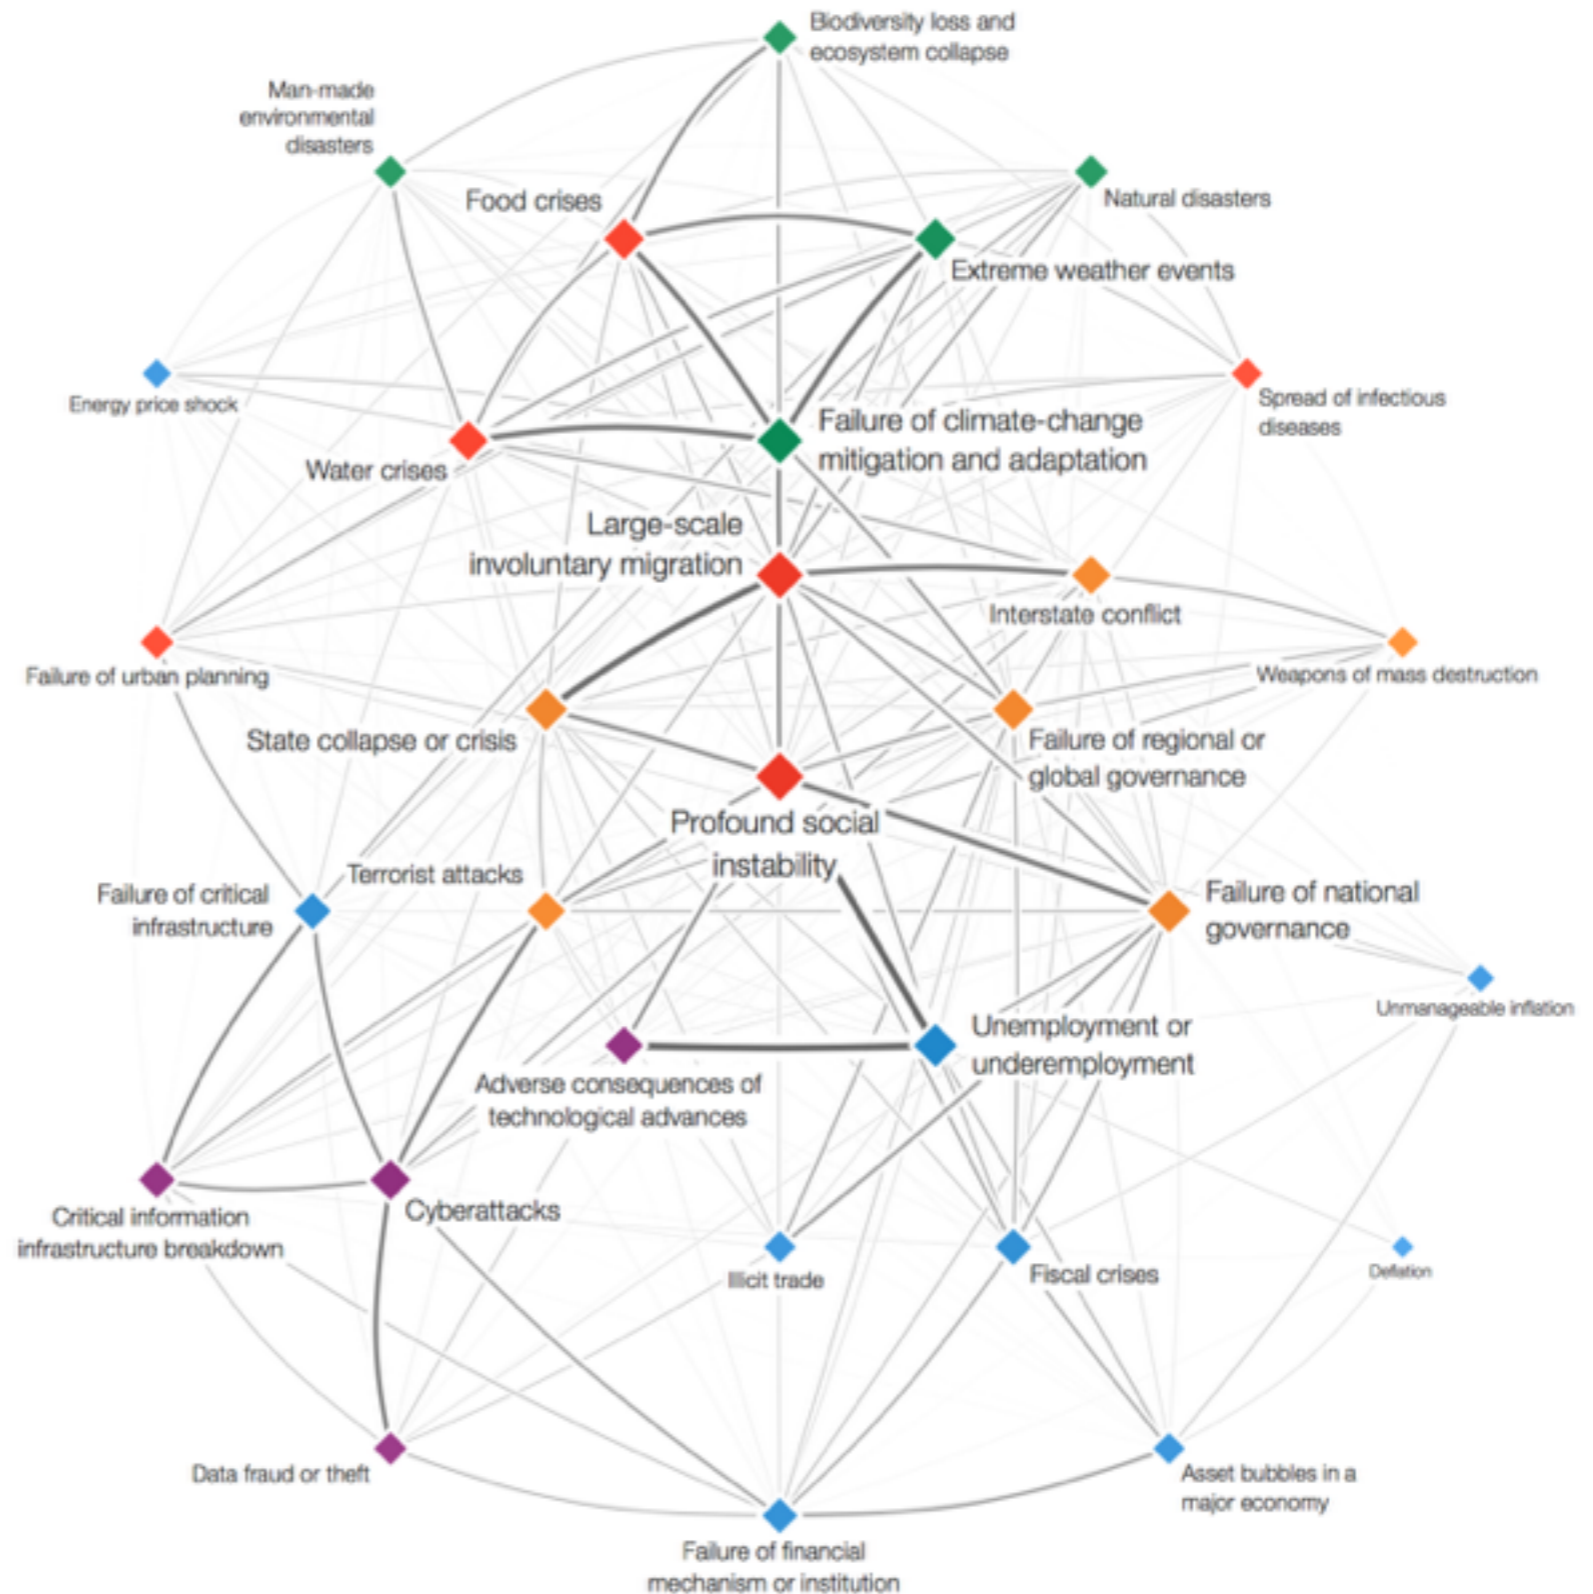 Biodiversity loss and
ecosystem collapse
Man-made
environmental
disasters
Food crises
Natural disasters
Extreme weather events
Energy price shock
Spread of infectious
diseases
Failure of climate-change
mitigation and adaptation
Water crises
Large-scale
involuntary migration
Interstate conflict
Failure of urban planning
Weapons of mass destruction
State collapse or crisis
Failure of regional or
global governance
Profound social
instability
Terrorist attacks
Failure of critical
infrastructure
Failure of national
governance
Unmanageable inflation
Unemployment or
underemployment
Adverse consequences of
technological advances
Critical information
infrastructure breakdown
Cyberattacks
Illicit trade
Fiscal crises
Deflation
Data fraud or theft
Asset bubbles in a
major economy
Failure of financial
mechanism or institution